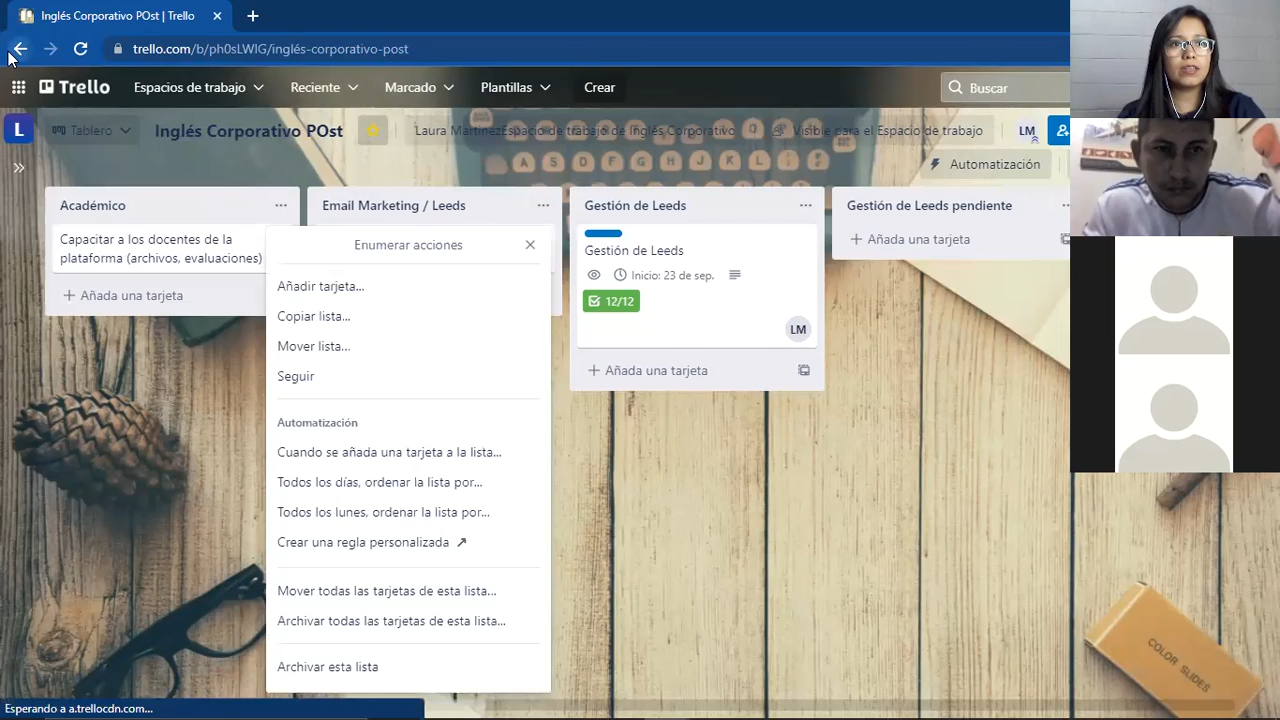 Inglés Corporativo POst | Trello
trello.com/b/ph0sLWIG/inglés-corporativo-post
Trello
Espacios de trabajo
Reciente
Marcado
Plantillas
Crear
Buscar
L
Tablero
Inglés Corporativo POst
Laura MartinezEspacio de trabajo de Inglés Corporativo
Visible para el Espacio de trabajo
LM
Automatización
Académico
Capacitar a los docentes de la
plataforma (archivos, evaluaciones)
Añada una tarjeta
Email Marketing / Leeds
Enumerar acciones
Añadir tarjeta...
Copiar lista...
Mover lista...
Seguir
Automatización
Cuando se añada una tarjeta a la lista...
Todos los días, ordenar la lista por...
Todos los lunes, ordenar la lista por...
Crear una regla personalizada
Mover todas las tarjetas de esta lista...
Archivar todas las tarjetas de esta lista...
Archivar esta lista
Gestión de Leeds
Gestión de Leeds
Inicio: 23 de sep.
12/12
LM
Añada una tarjeta
Gestión de Leeds pendiente
Añada una tarjeta
A S D F G H J K L
COLOR SLIDES
Esperando a a.trellocdn.com...